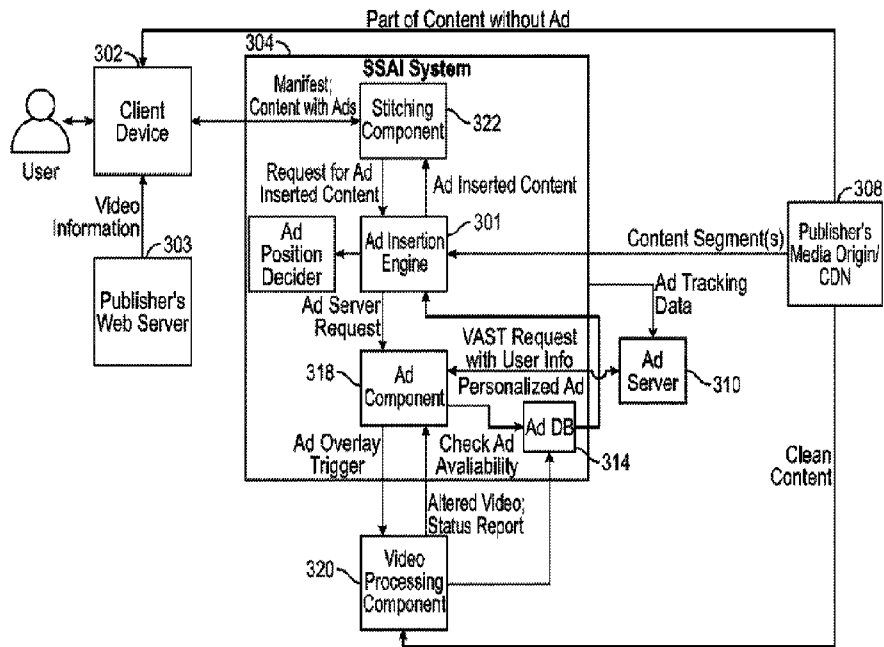 Part of Content without Ad
304
302
SSAI System
Client
Device
Manifest;
Content with Ads
Stitching
Component
322
User
Request for Ad
Inserted Content
Ad Inserted Content
308
Video
Information
303
Ad
Position
Decider
Ad Insertion
Engine
301
Content Segment(s)
Publisher's
Media Origin/
CDN
Publisher's
Web Server
Ad Server
Request
Ad Tracking
Data
VAST Request
with User Info
318
Ad
Component
Personalized Ad
Ad
Server
310
Ad DB
314
Ad Overlay
Trigger
Check Ad
Avaliability
Clean
Content
Altered Video;
Status Report
320
Video
Processing
Component